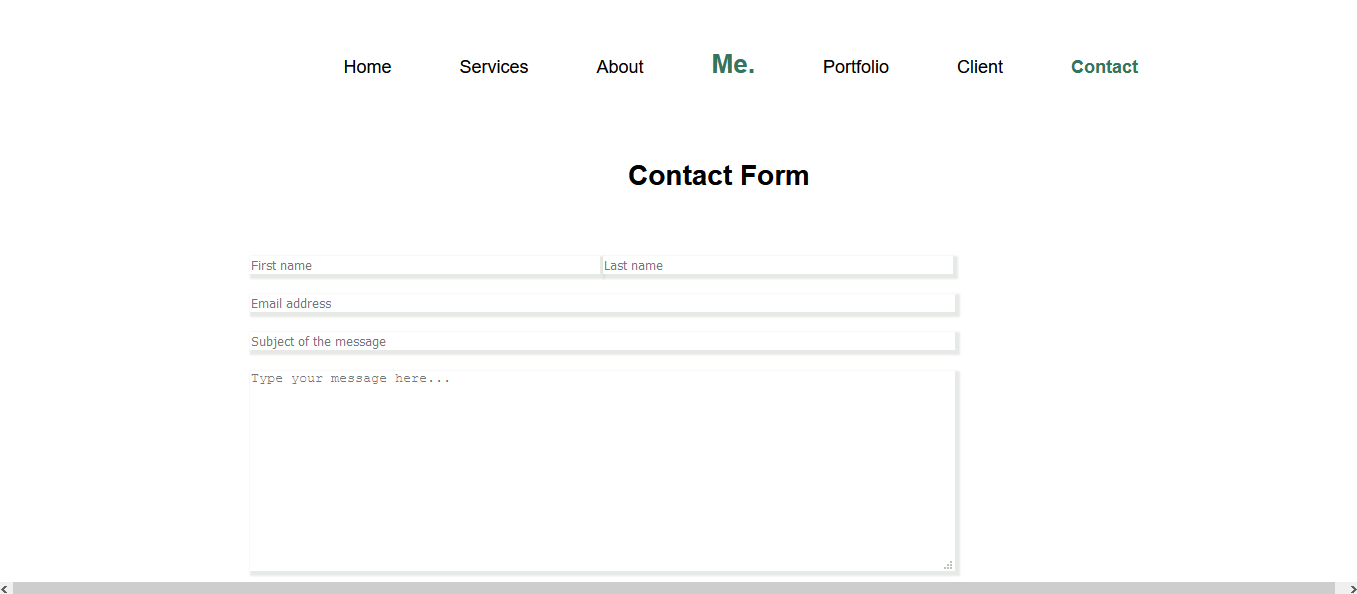 Home Services About Me. Portfolio Client Contact
Contact Form
First name Last name
Email address
Subject of the message
Type your message here...